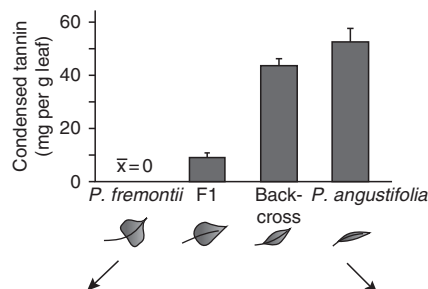 Condensed tannin
(mg per g leaf)
60
40
20
0
x̅=0
P. fremontii F1 Back-cross P. angustifolia